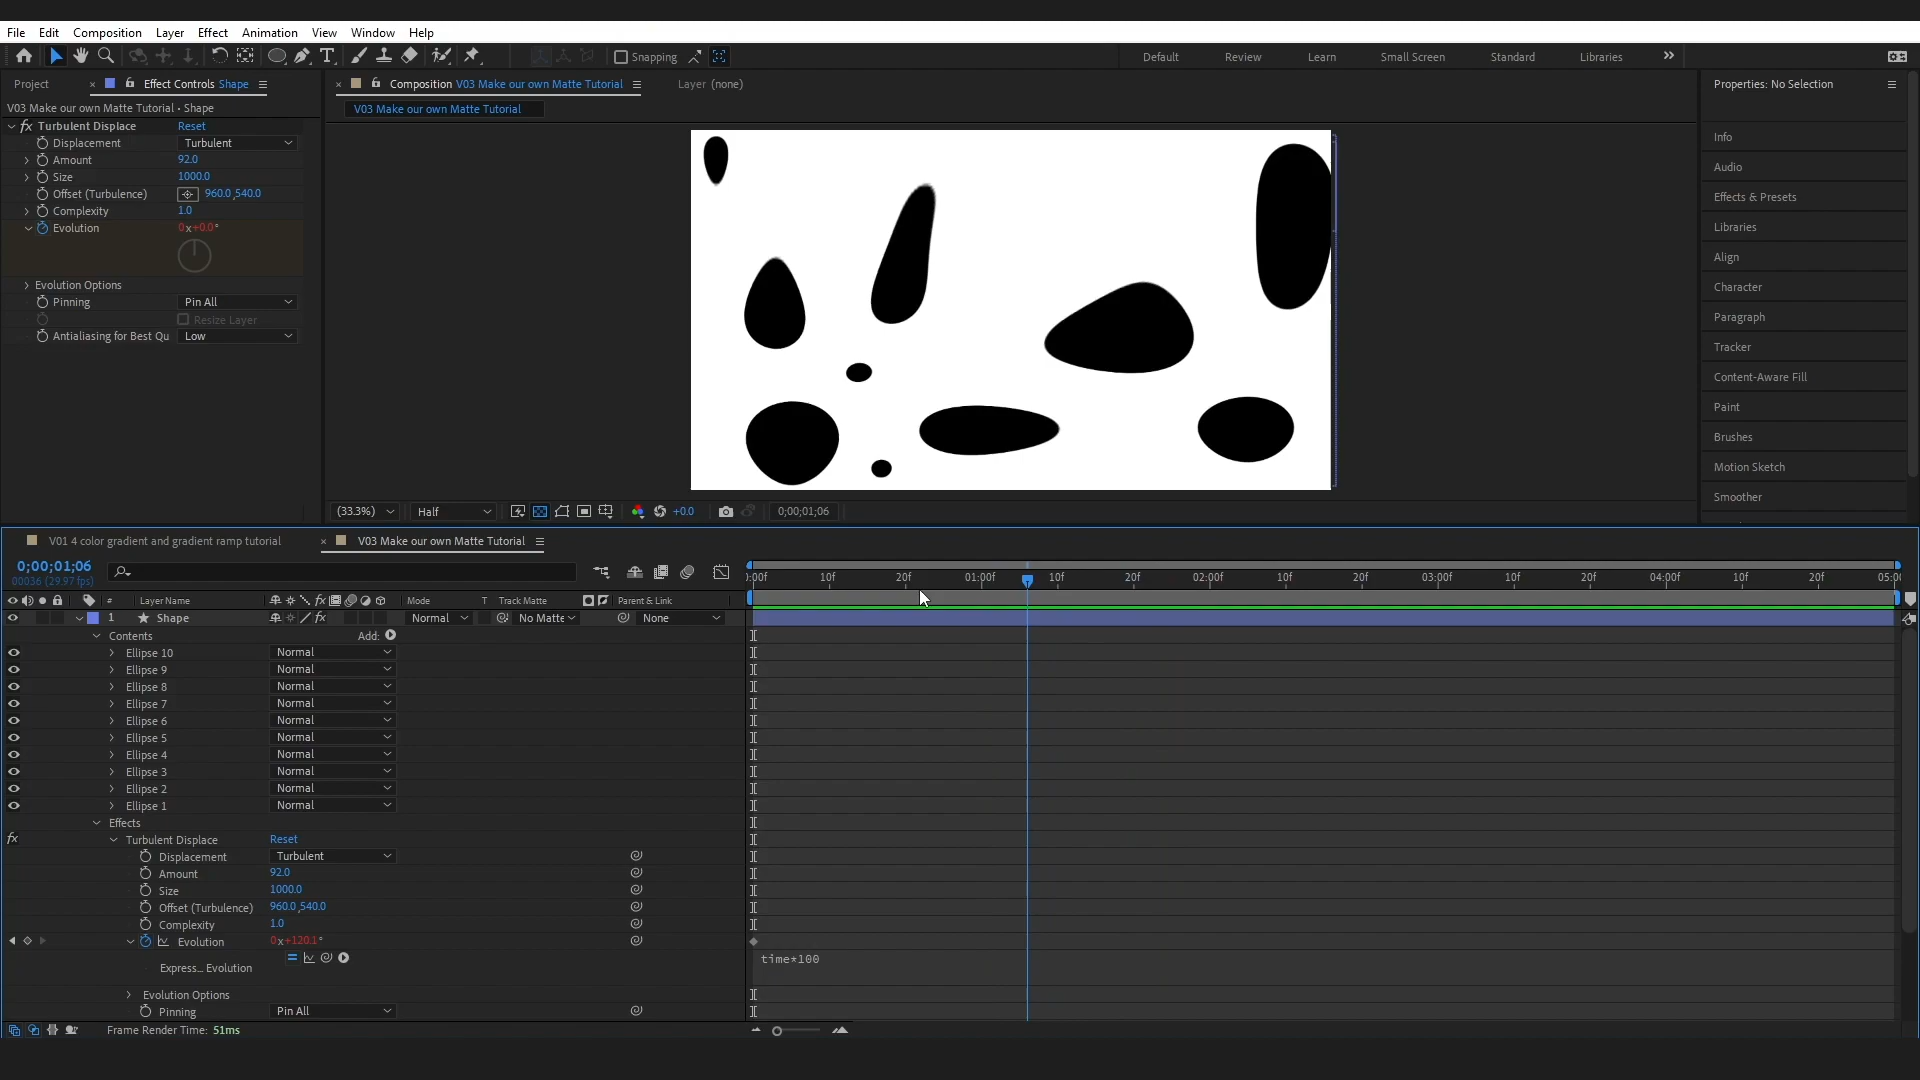 File Edit Composition Layer Effect Animation View Window Help
Snapping
Default Review Learn Small Screen Standard Libraries
Project Effect Controls Shape
V03 Make our own Matte Tutorial • Shape
fx Turbulent Displace Reset
Displacement Turbulent
Amount 92.0
Size 1000.0
Offset (Turbulence) 960.0,540.0
Complexity 1.0
Evolution 0x+0.0°
Evolution Options
Pinning Pin All
Resize Layer
Antialiasing for Best Qu Low
Composition V03 Make our own Matte Tutorial Layer (none)
V03 Make our own Matte Tutorial
(33.3%) Half +0.0 0;00;01;06
Properties: No Selection
Info
Audio
Effects & Presets
Libraries
Align
Character
Paragraph
Tracker
Content-Aware Fill
Paint
Brushes
Motion Sketch
Smoother
V01 4 color gradient and gradient ramp tutorial V03 Make our own Matte Tutorial
0;00;01;06
00036 (29.97 fps)
):00f 10f 20f 01:00f 10f 20f 02:00f 10f 20f 03:00f 10f 20f 04:00f 10f 20f 05:0
# Layer Name fx Mode T Track Matte Parent & Link
1 Shape fx Normal No Matte None
Contents Add:
Ellipse 10 Normal
Ellipse 9 Normal
Ellipse 8 Normal
Ellipse 7 Normal
Ellipse 6 Normal
Ellipse 5 Normal
Ellipse 4 Normal
Ellipse 3 Normal
Ellipse 2 Normal
Ellipse 1 Normal
Effects
fx Turbulent Displace Reset
Displacement Turbulent
Amount 92.0
Size 1000.0
Offset (Turbulence) 960.0,540.0
Complexity 1.0
Evolution 0x+120.1°
Express... Evolution time*100
Evolution Options
Pinning Pin All
Frame Render Time: 51ms